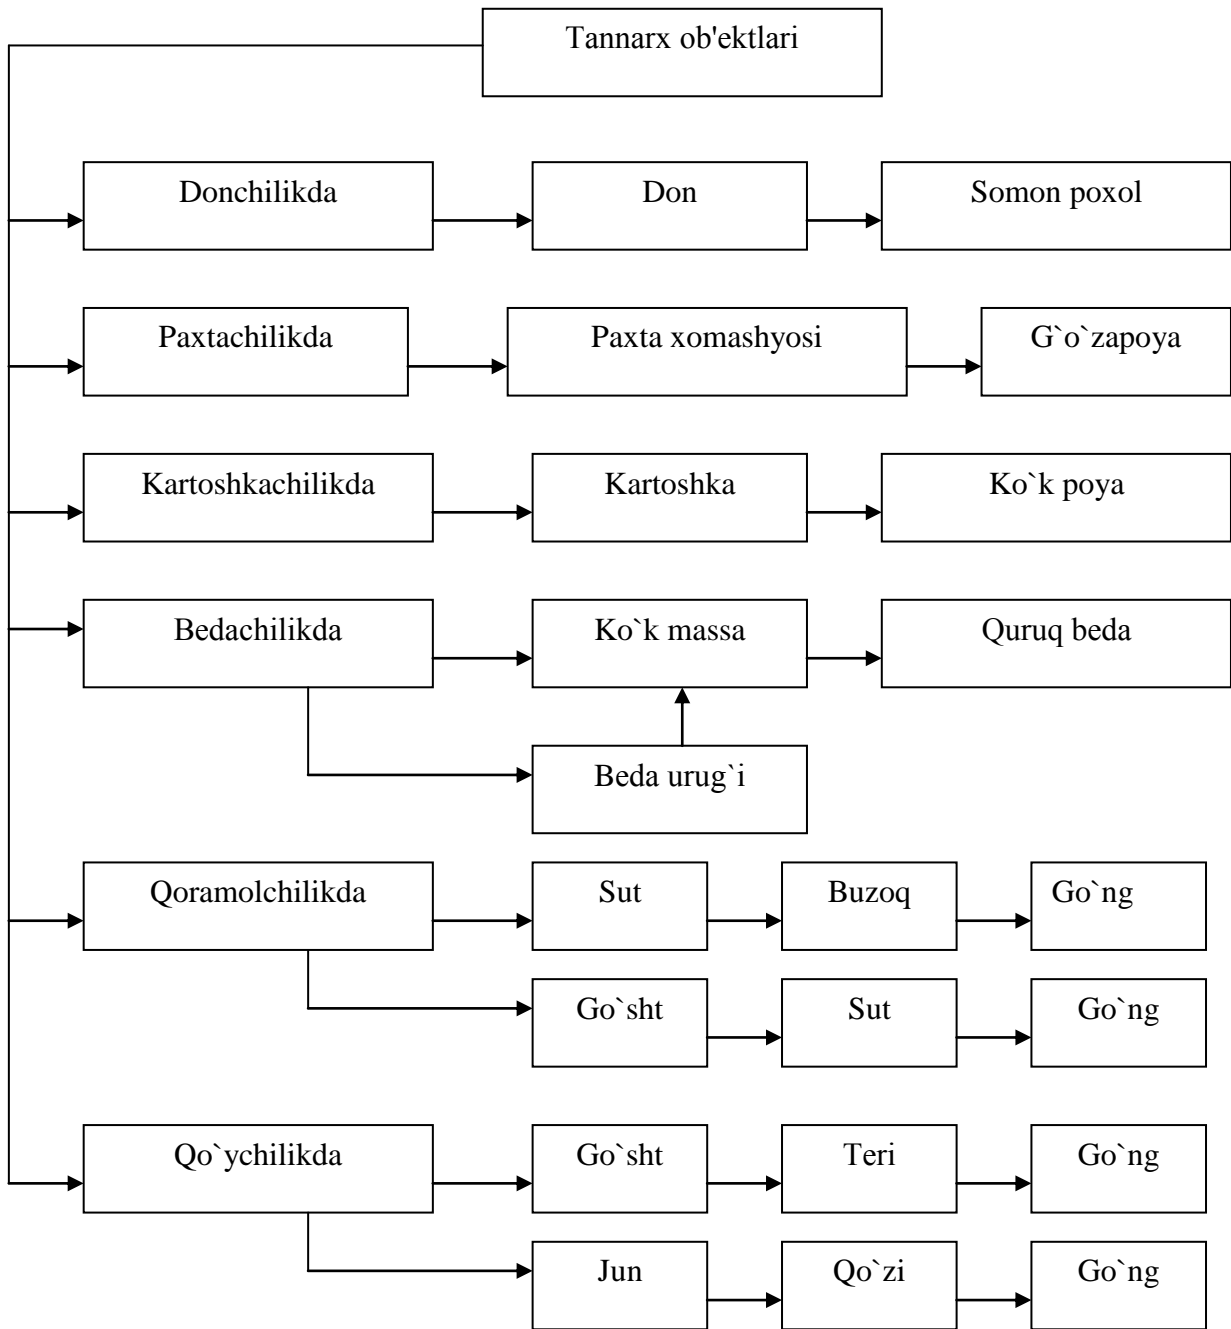 Tannarx ob'ektlari
Donchilikda
Don
Somon poxol
Paxtachilikda
Paxta xomashyosi
G`o`zapoya
Kartoshkachilikda
Kartoshka
Ko`k poya
Bedachilikda
Ko`k massa
Quruq beda
Beda urug`i
Qoramolchilikda
Sut
Buzoq
Go`ng
Go`sht
Sut
Go`ng
Qo`ychilikda
Go`sht
Teri
Go`ng
Jun
Qo`zi
Go`ng